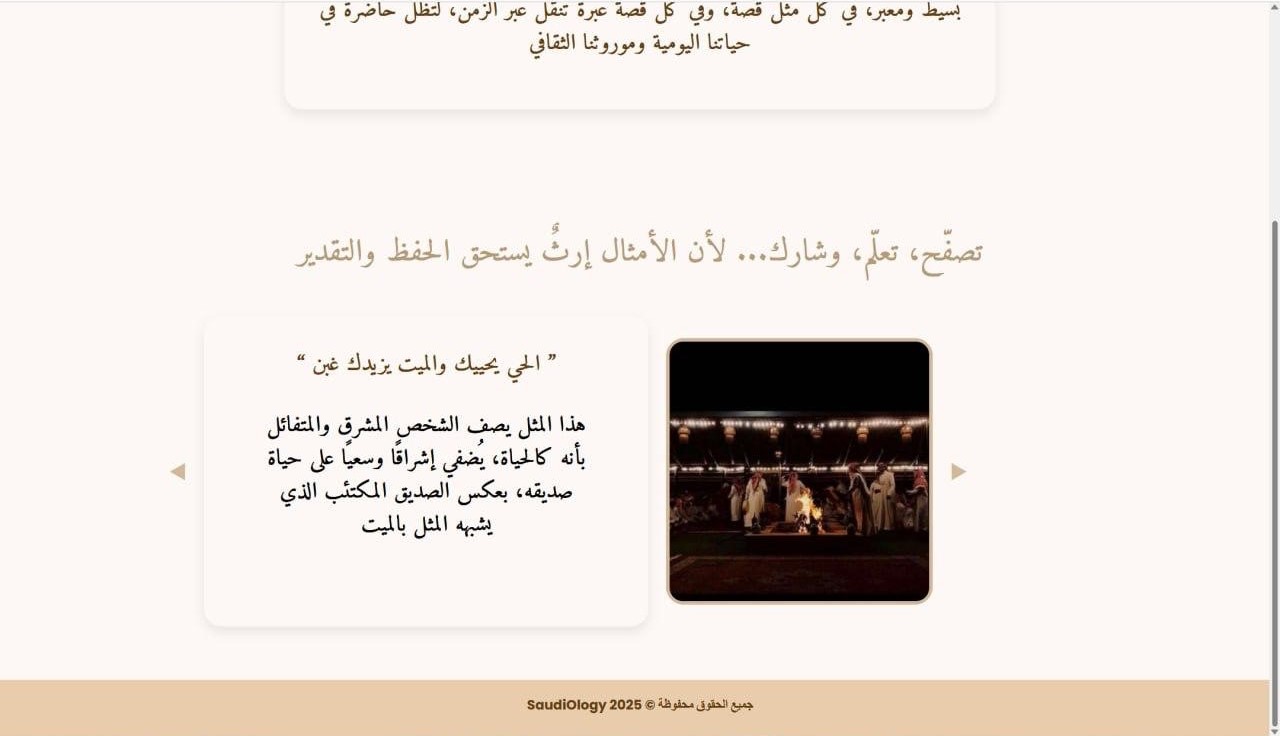 بسيط ومعبر، في كل مثل قصة، وفي كل قصة عبرة تنقل عبر الزمن، لتظل حاضرة في
حياتنا اليومية وموروثنا الثقافي
تصفّح، تعلّم، وشارك... لأن الأمثال إرثٌ يستحق الحفظ والتقدير
” الحي يحييك والميت يزيدك غبن “
هذا المثل يصف الشخص المشرق والمتفائل
بأنه كالحياة، يُضفي إشراقًا وسعيًا على حياة
صديقه، بعكس الصديق المكتئب الذي
يشبهه المثل بالميت
جميع الحقوق محفوظة © SaudiOlogy 2025